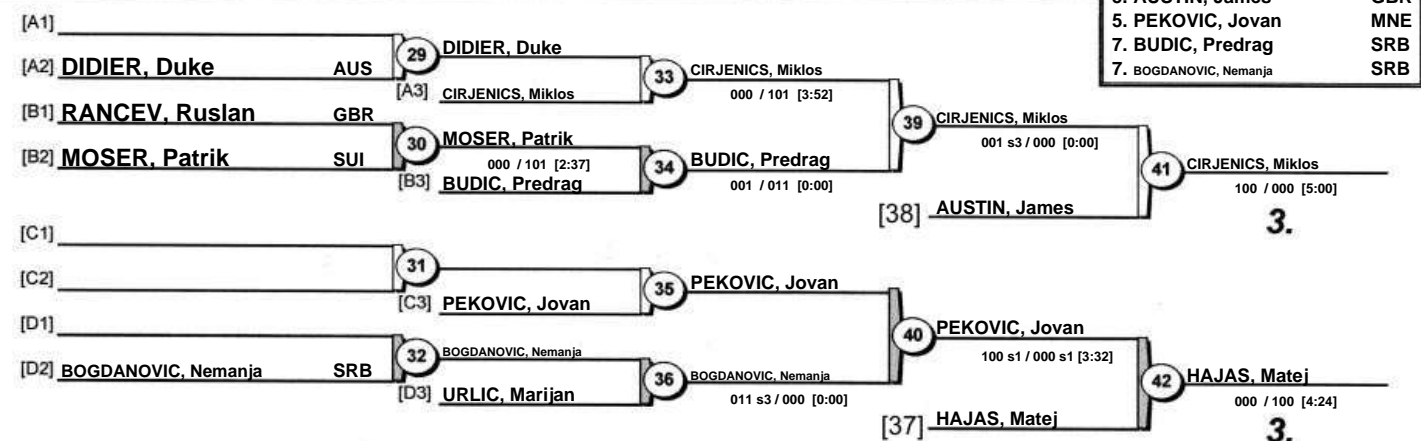 5. AUSTIN, James GBR
5. PEKOVIC, Jovan MNE
7. BUDIC, Predrag SRB
7. BOGDANOVIC, Nemanja SRB
[A1]
[A2] DIDIER, Duke AUS
29
DIDIER, Duke
[A3] CIRJENICS, Miklos
33
CIRJENICS, Miklos
000 / 101 [3:52]
[B1] RANCEV, Ruslan GBR
[B2] MOSER, Patrik SUI
30
MOSER, Patrik
000 / 101 [2:37]
[B3] BUDIC, Predrag
34
BUDIC, Predrag
001 / 011 [0:00]
39
CIRJENICS, Miklos
001 s3 / 000 [0:00]
[38] AUSTIN, James
41
CIRJENICS, Miklos
100 / 000 [5:00]
3.
[C1]
[C2]
31
[C3] PEKOVIC, Jovan
35
PEKOVIC, Jovan
[D1]
[D2] BOGDANOVIC, Nemanja SRB
32
BOGDANOVIC, Nemanja
[D3] URLIC, Marijan
36
BOGDANOVIC, Nemanja
011 s3 / 000 [0:00]
40
PEKOVIC, Jovan
100 s1 / 000 s1 [3:32]
[37] HAJAS, Matej
42
HAJAS, Matej
000 / 100 [4:24]
3.